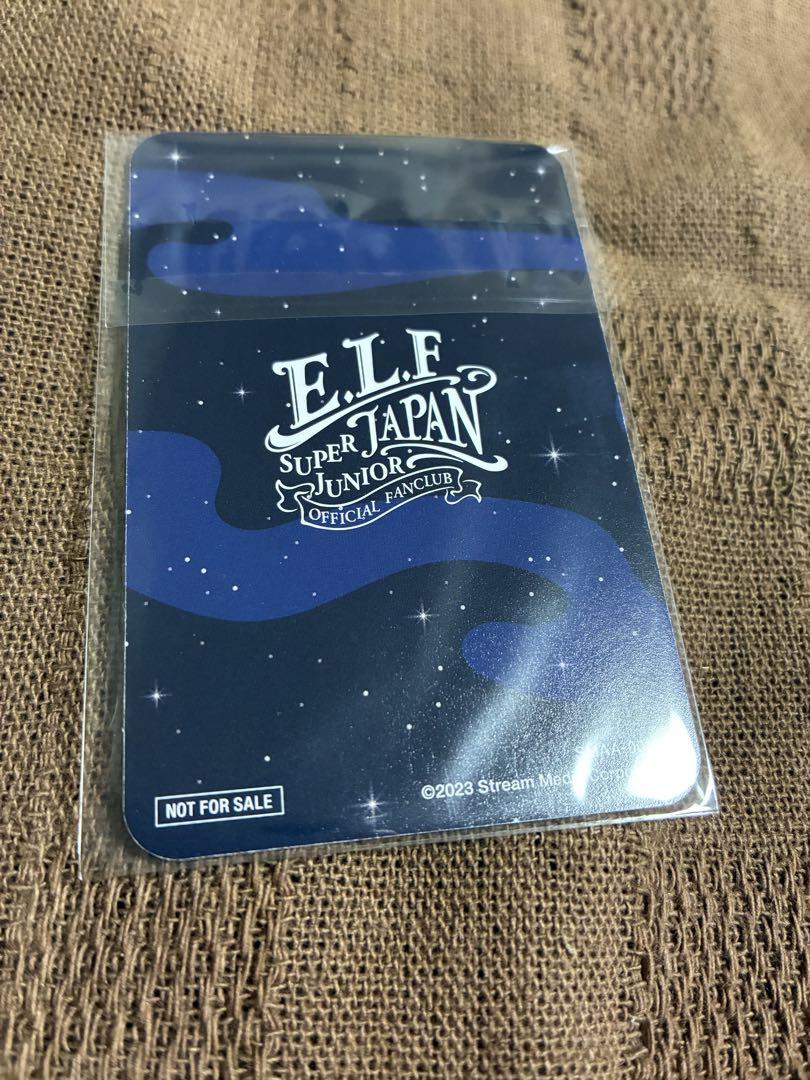 E.L.F
JAPAN
SUPER
JUNIOR
OFFICIAL FANCLUB
NOT FOR SALE
©2023 Stream Media